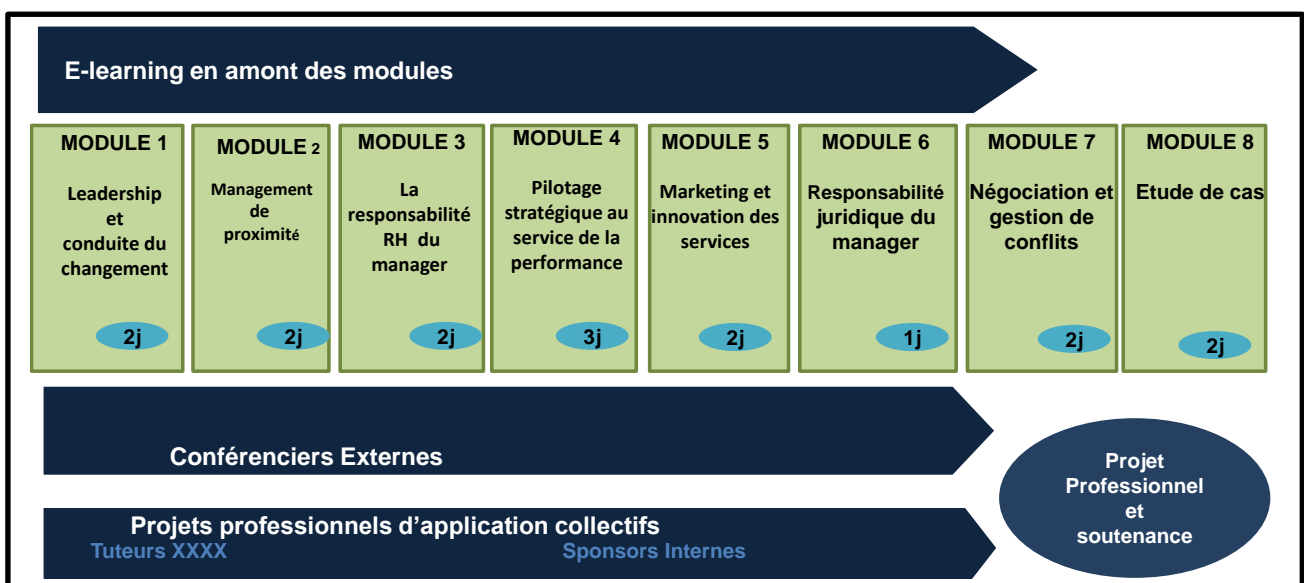 E-learning en amont des modules
MODULE 1
Leadership
et
conduite du
changement
2j
MODULE 2
Management
de
proximité
2j
MODULE 3
La
responsabilité
RH du
manager
2j
MODULE 4
Pilotage
stratégique au
service de la
performance
3j
MODULE 5
Marketing et
innovation des
services
2j
MODULE 6
Responsabilité
juridique du
manager
1j
MODULE 7
Négociation et
gestion de
conflits
2j
MODULE 8
Etude de cas
2j
Conférenciers Externes
Projets professionnels d'application collectifs
Tuteurs XXXX Sponsors Internes
Projet
Professionnel
et
soutenance